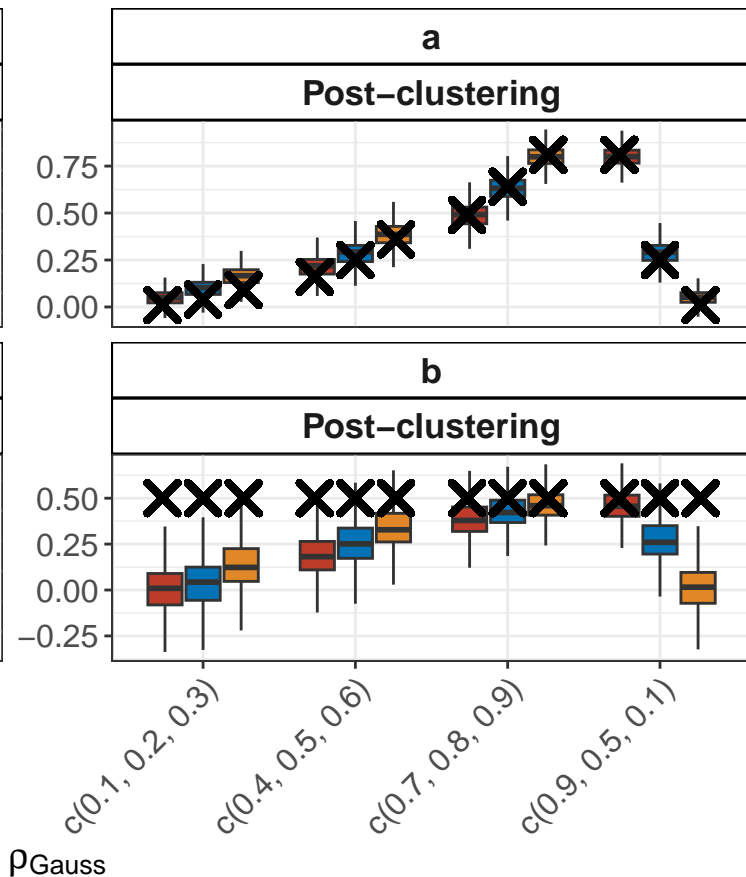 a
Post−clustering
0.75
0.50
0.25
0.00
b
Post−clustering
0.50
0.25
0.00
−0.25
c(0.1, 0.2, 0.3)
c(0.4, 0.5, 0.6)
c(0.7, 0.8, 0.9)
c(0.9, 0.5, 0.1)
ρGauss